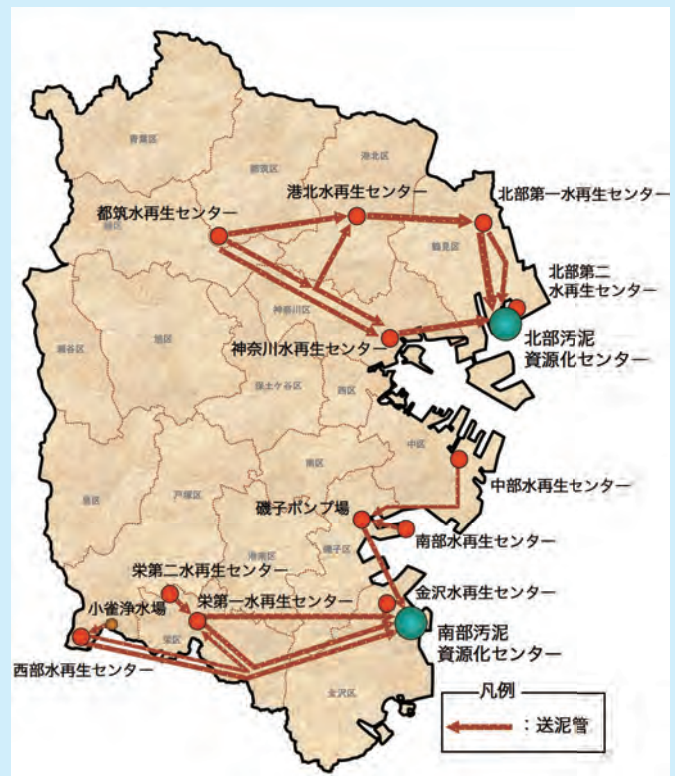 青葉区
都筑区
港北区
港北水再生センター
北部第一水再生センター
都筑水再生センター
緑区
鶴見区
北部第二
水再生センター
神奈川区
北部汚泥
資源化センター
神奈川水再生センター
瀬谷区
旭区
保土ケ谷区
西区
中区
南区
中部水再生センター
泉区
戸塚区
磯子ポンプ場
南部水再生センター
港南区
磯子区
栄第二水再生センター
金沢水再生センター
小雀浄水場
栄第一水再生センター
南部汚泥
資源化センター
栄区
西部水再生センター
金沢区
凡例
：送泥管